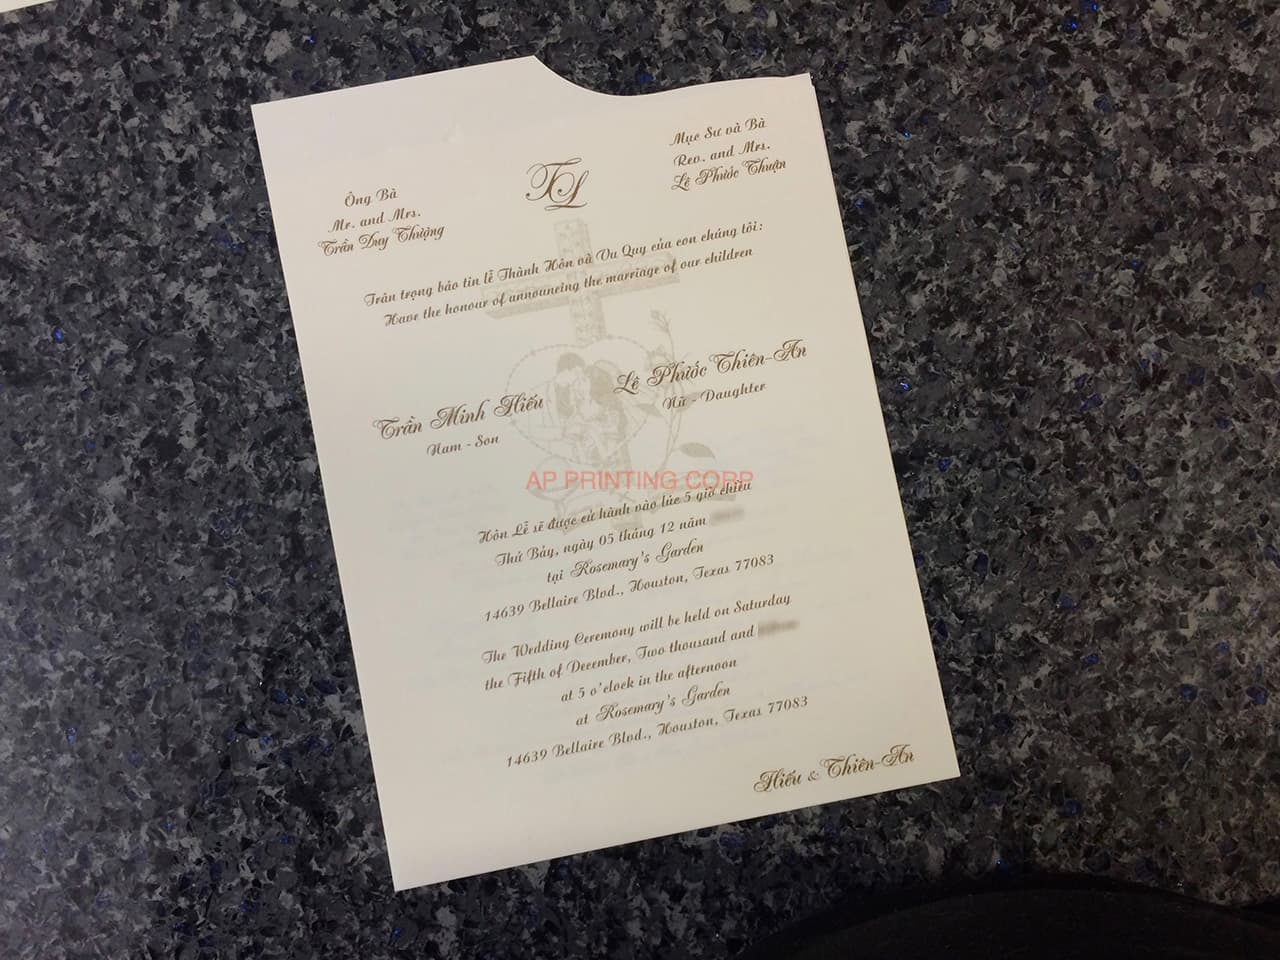 Ông Bà
Mr. and Mrs.
Trần Duy Thượng
TL
Mục Sư và Bà
Rev. and Mrs.
Lê Phước Thuận
Trân trọng báo tin lễ Thành Hôn và Vu Quy của con chúng tôi:
Have the honour of announcing the marriage of our children
Trần Minh Hiếu
Nam - Son
Lê Phước Thiên-Ân
Nữ - Daughter
AP PRINTING CORP
Hôn Lễ sẽ được cử hành vào lúc 5 giờ chiều
Thứ Bảy, ngày 05 tháng 12 năm
tại Rosemary's Garden
14639 Bellaire Blvd., Houston, Texas 77083
The Wedding Ceremony will be held on Saturday
the Fifth of December, Two thousand and
at 5 o'clock in the afternoon
at Rosemary's Garden
14639 Bellaire Blvd., Houston, Texas 77083
Hiếu & Thiên-Ân